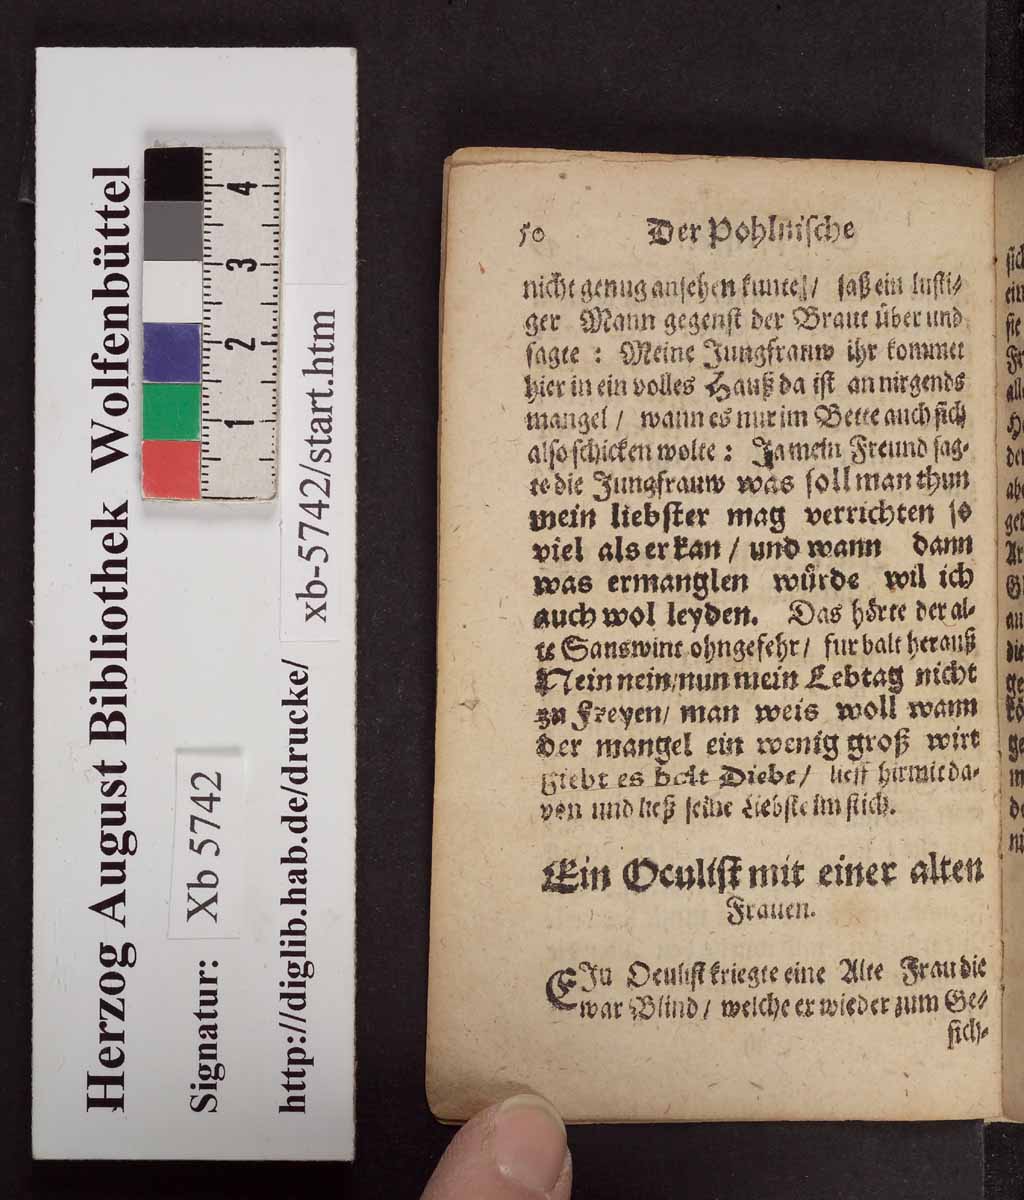 Herzog August Bibliothek Wolfenbüttel
Signatur: Xb 5742
http://diglib.hab.de/drucke/ xb-5742/start.htm
4
3
2
1
50 Der Pohlnische
nicht genug ansehen kunte / saß ein lusti-
ger Mann gegenst der Braut über und
sagte : Meine Jungfrauw ihr kommet
hier in ein volles Hauß da ist an nirgends
mangel / wann es nur im Bette auch sich
also schicken wolte : Ja mein Freund sag-
te die Jungfrauw was soll man thun
mein liebster mag verrichten so
viel als er kan / und wann dann
was ermanglen würde wil ich
auch wol leyden. Das hörte der al-
te Sanswint ohngefehr / fur balt herauß
Nein nein / nun mein Lebtag nicht
zu Freyen / man weis woll wann
der mangel ein wenig groß wirt
giebt es balt Diebe / lieff hirmit da-
von und ließ seine Liebste im stich.
Ein Oculist mit einer alten
Frauen.
EIn Oculist kriegte eine Alte Frau die
war Blind / welche er wieder zum Ge-
sich-